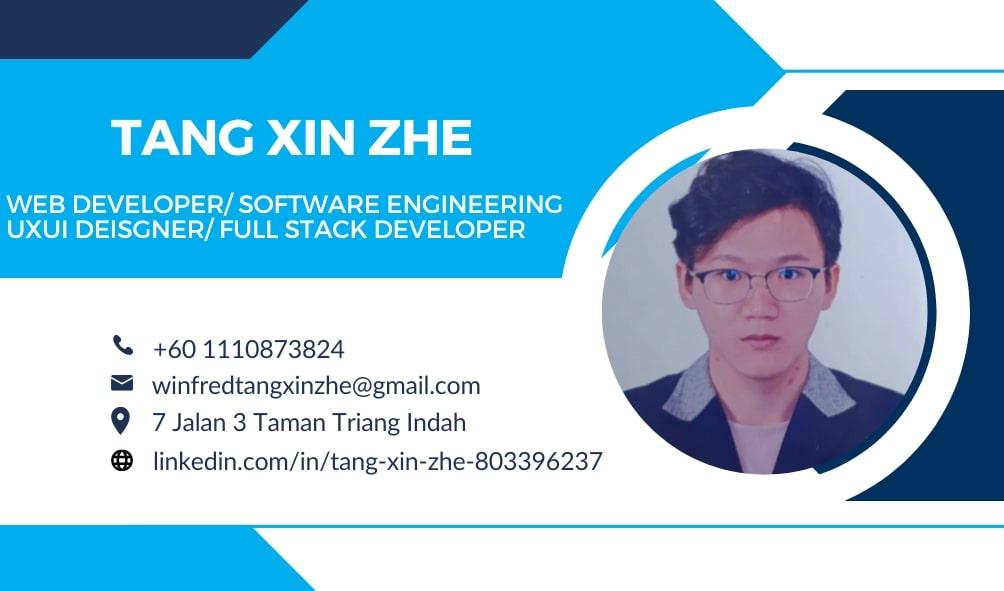 TANG XIN ZHE
WEB DEVELOPER/ SOFTWARE ENGINEERING
UXUI DEISGNER/ FULL STACK DEVELOPER
+60 1110873824
winfredtangxinzhe@gmail.com
7 Jalan 3 Taman Triang Indah
linkedin.com/in/tang-xin-zhe-803396237